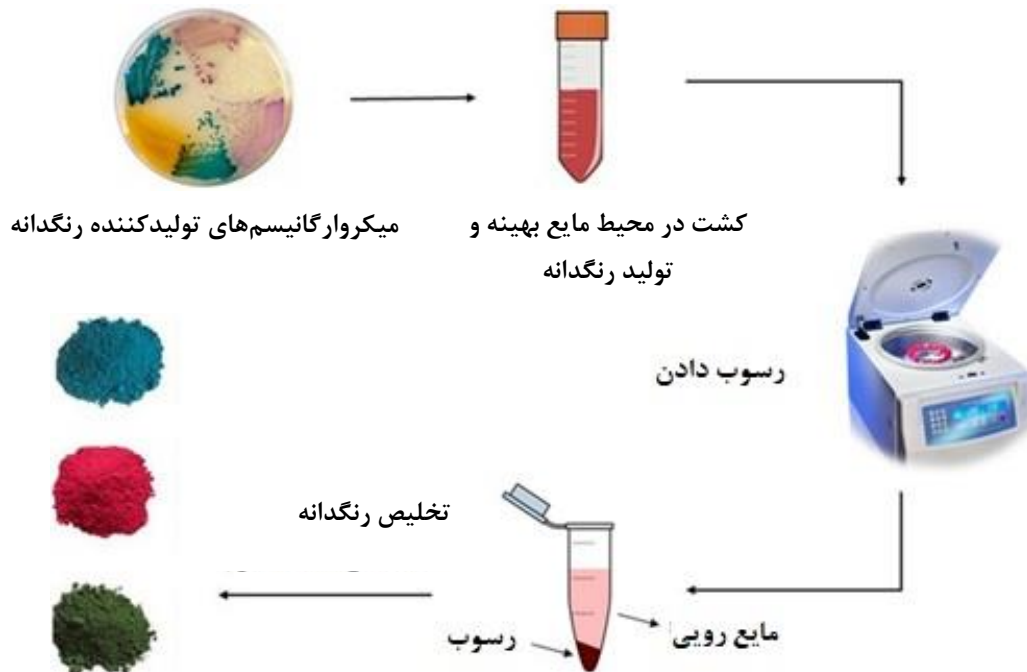 میکروارگانیسم‌های تولیدکننده رنگدانه
کشت در محیط مایع بهینه و
تولید رنگدانه
رسوب دادن
مایع رویی
رسوب
تخلیص رنگدانه